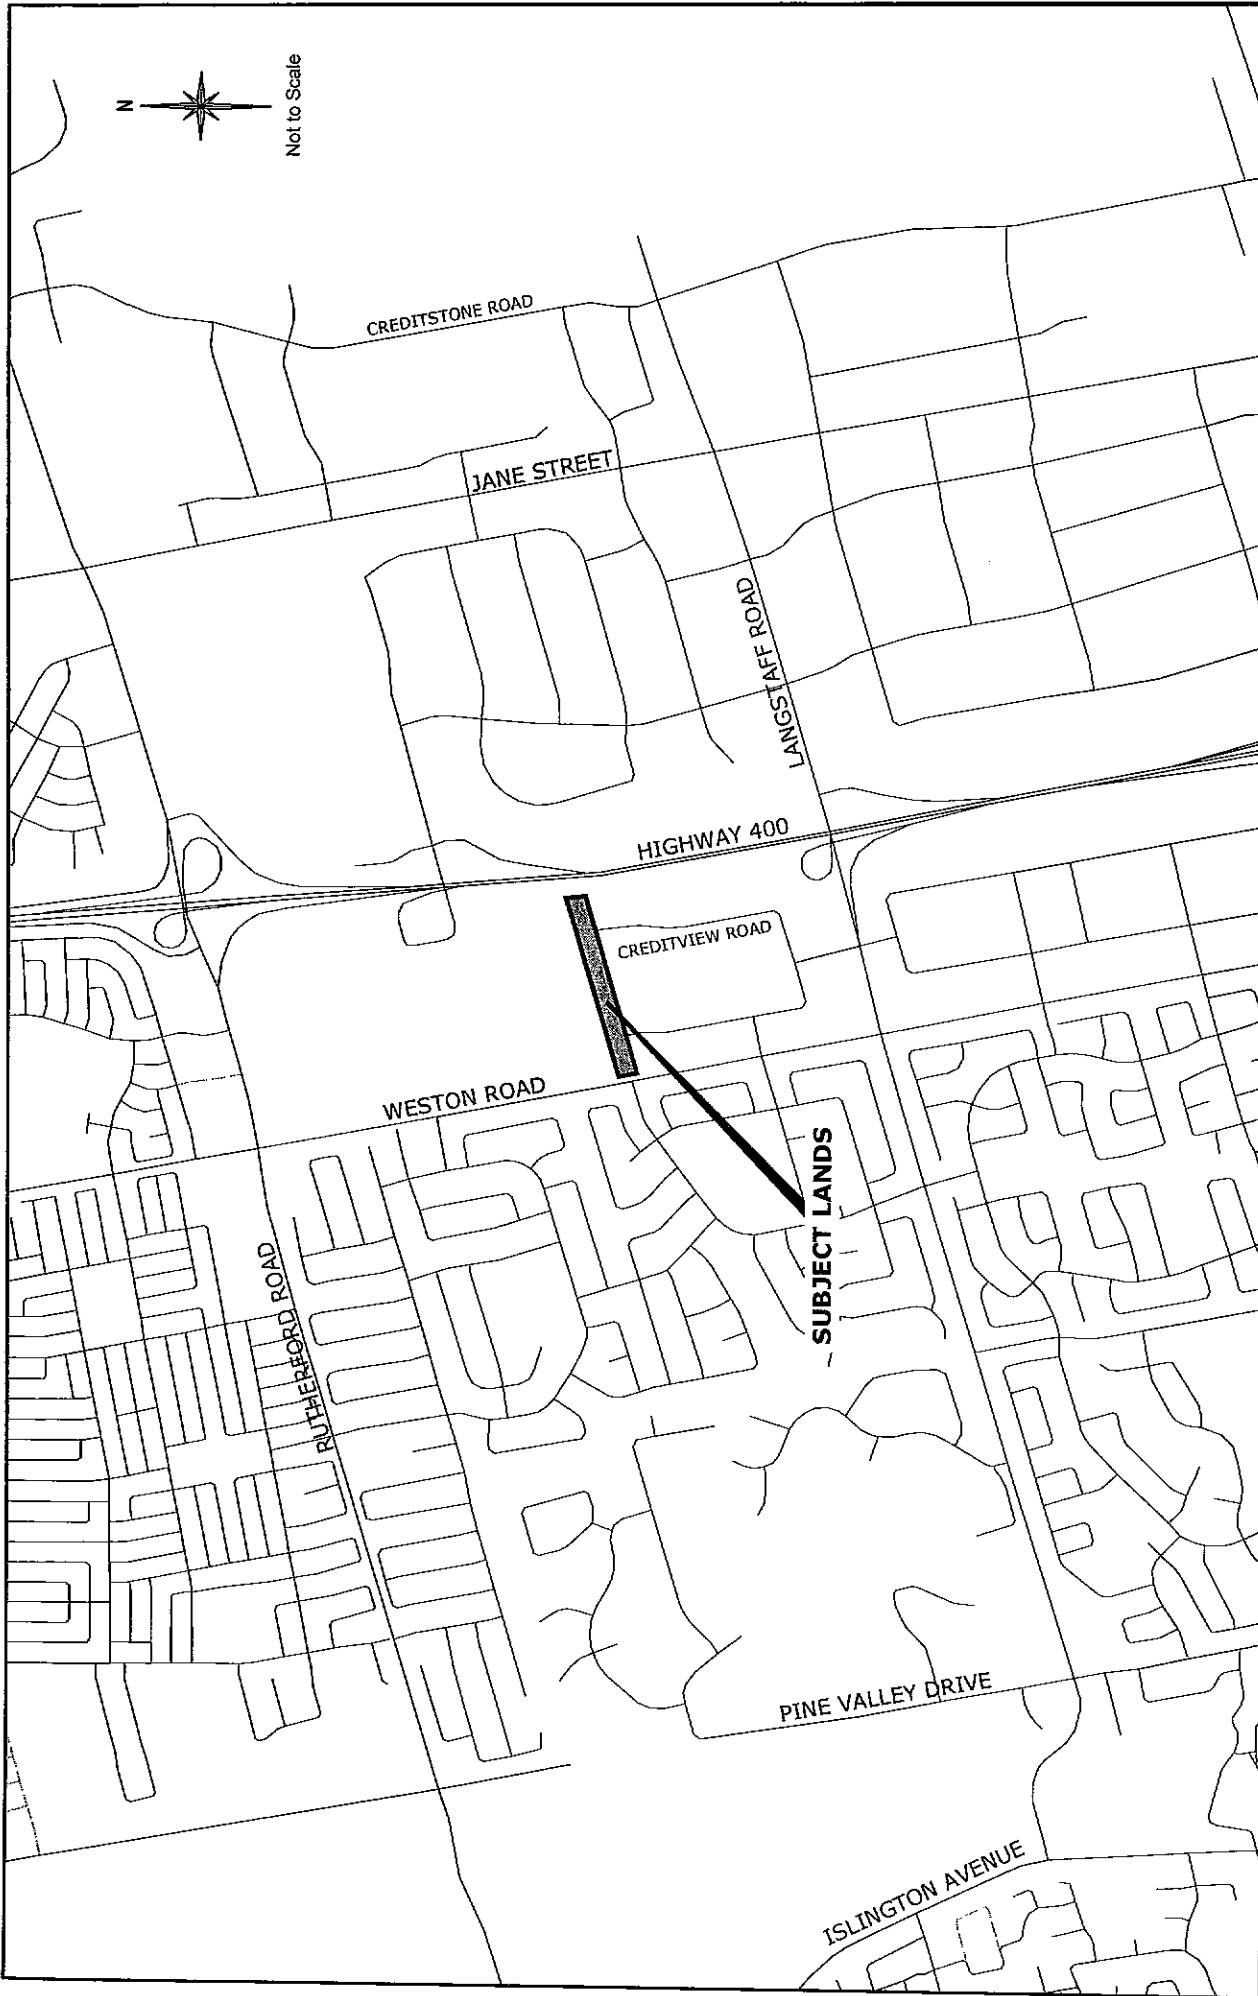 N
Not to Scale
CREDITSTONE ROAD
JANE STREET
LANGSTAFF ROAD
HIGHWAY 400
CREDITVIEW ROAD
WESTON ROAD
SUBJECT LANDS
RUTHERFORD ROAD
PINE VALLEY DRIVE
ISLINGTON AVENUE